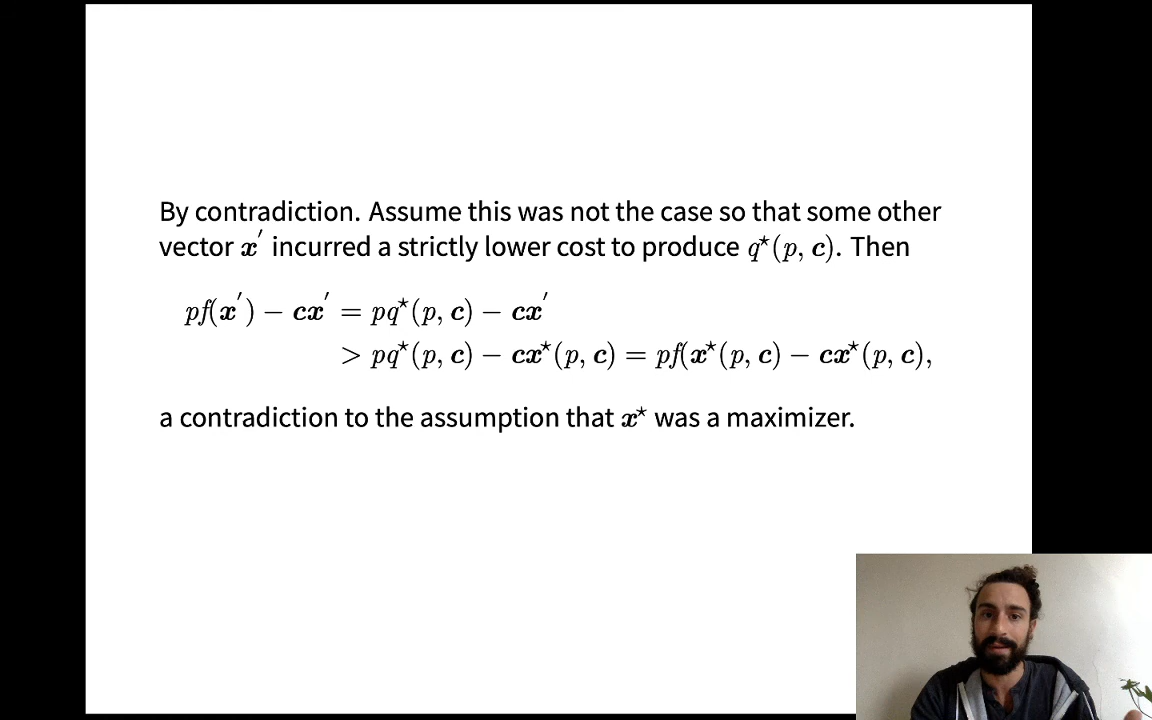 By contradiction. Assume this was not the case so that some other
vector x′ incurred a strictly lower cost to produce q⋆(p, c). Then
pf(x′) − cx′ = pq⋆(p, c) − cx′
> pq⋆(p, c) − cx⋆(p, c) = pf(x⋆(p, c) − cx⋆(p, c),
a contradiction to the assumption that x⋆ was a maximizer.